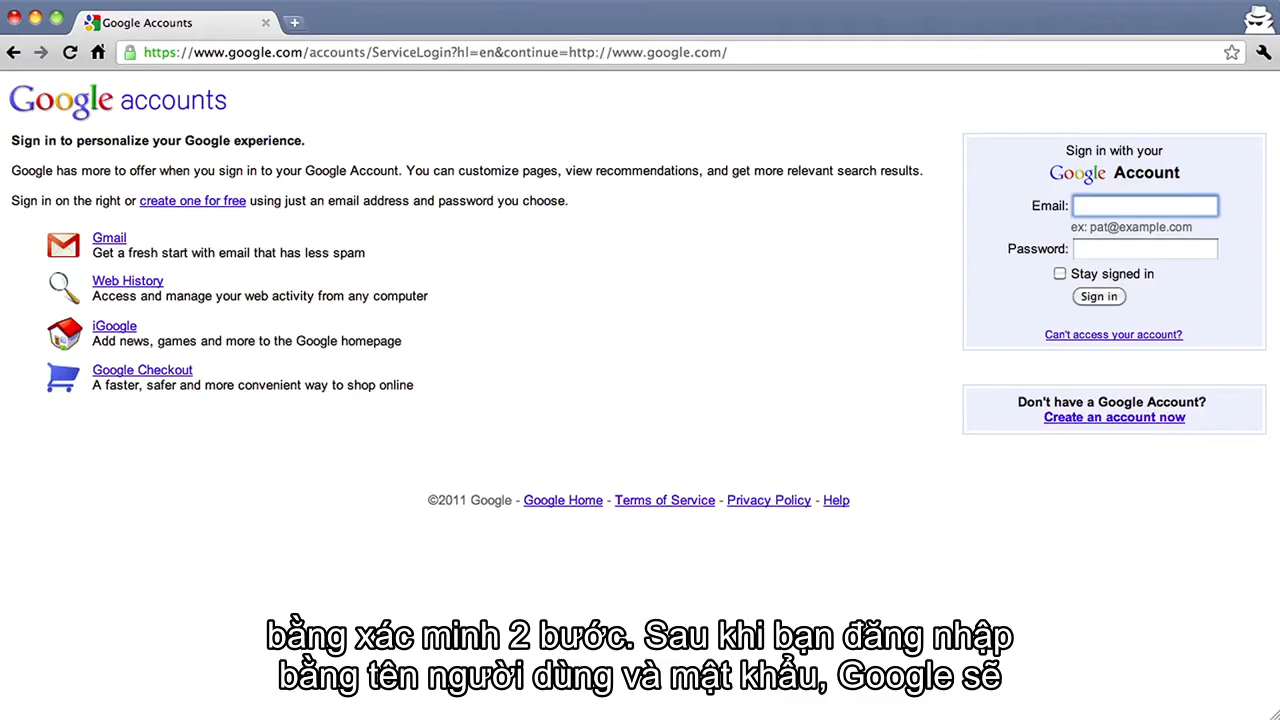 Google Accounts
https://www.google.com/accounts/ServiceLogin?hl=en&continue=http://www.google.com/
Google accounts
Sign in to personalize your Google experience.
Google has more to offer when you sign in to your Google Account. You can customize pages, view recommendations, and get more relevant search results.
Sign in on the right or create one for free using just an email address and password you choose.
Gmail
Get a fresh start with email that has less spam
Web History
Access and manage your web activity from any computer
iGoogle
Add news, games and more to the Google homepage
Google Checkout
A faster, safer and more convenient way to shop online
Sign in with your
Google Account
Email:
ex: pat@example.com
Password:
Stay signed in
Sign in
Can't access your account?
Don't have a Google Account?
Create an account now
©2011 Google - Google Home - Terms of Service - Privacy Policy - Help
bằng xác minh 2 bước. Sau khi bạn đăng nhập
bằng tên người dùng và mật khẩu, Google sẽ